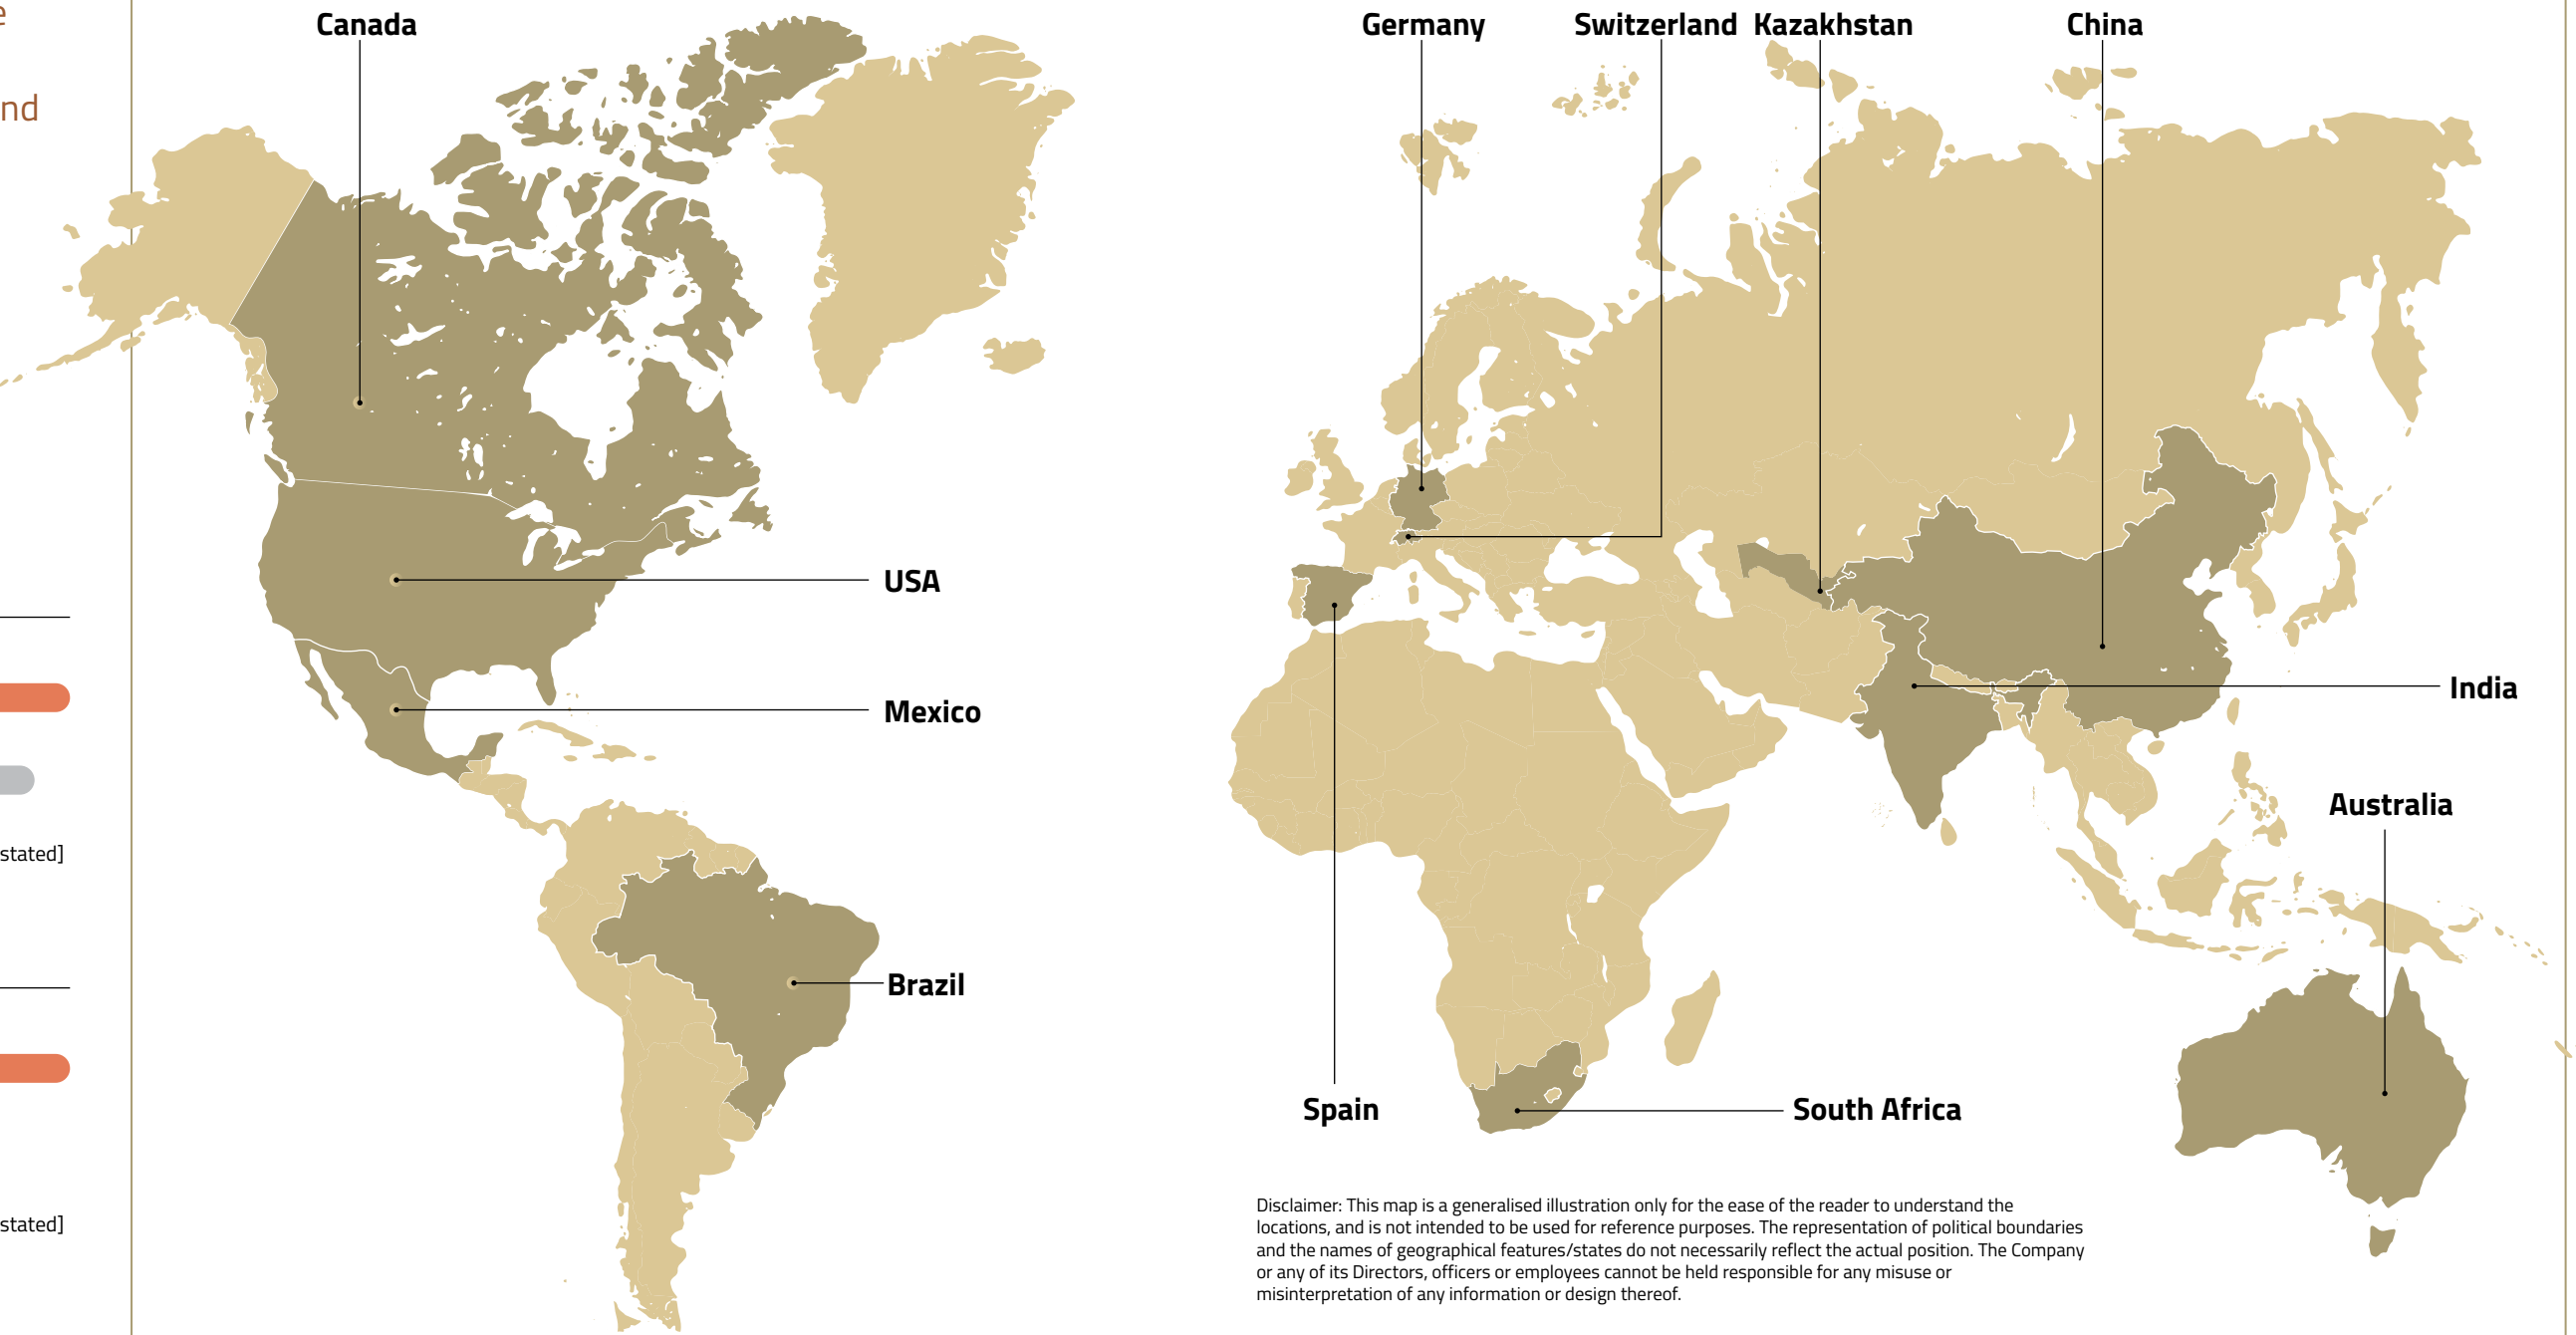 e
nd
stated]
stated]
Canada
Germany
Switzerland
Kazakhstan
China
USA
Mexico
India
Australia
Brazil
Spain
South Africa
Disclaimer: This map is a generalised illustration only for the ease of the reader to understand the
locations, and is not intended to be used for reference purposes. The representation of political boundaries
and the names of geographical features/states do not necessarily reflect the actual position. The Company
or any of its Directors, officers or employees cannot be held responsible for any misuse or
misinterpretation of any information or design thereof.